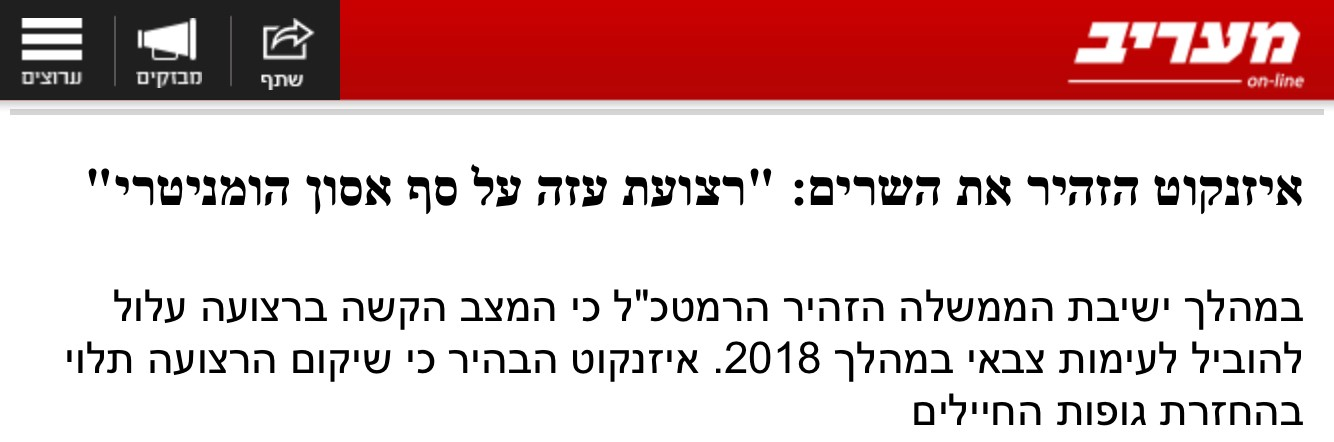 מעריב
on-line
שתף
מבזקים
ערוצים
איזנקוט הזהיר את השרים: "רצועת עזה על סף אסון הומניטרי"
במהלך ישיבת הממשלה הזהיר הרמטכ"ל כי המצב הקשה ברצועה עלול
להוביל לעימות צבאי במהלך 2018. איזנקוט הבהיר כי שיקום הרצועה תלוי
בהחזרת גופות החיילים